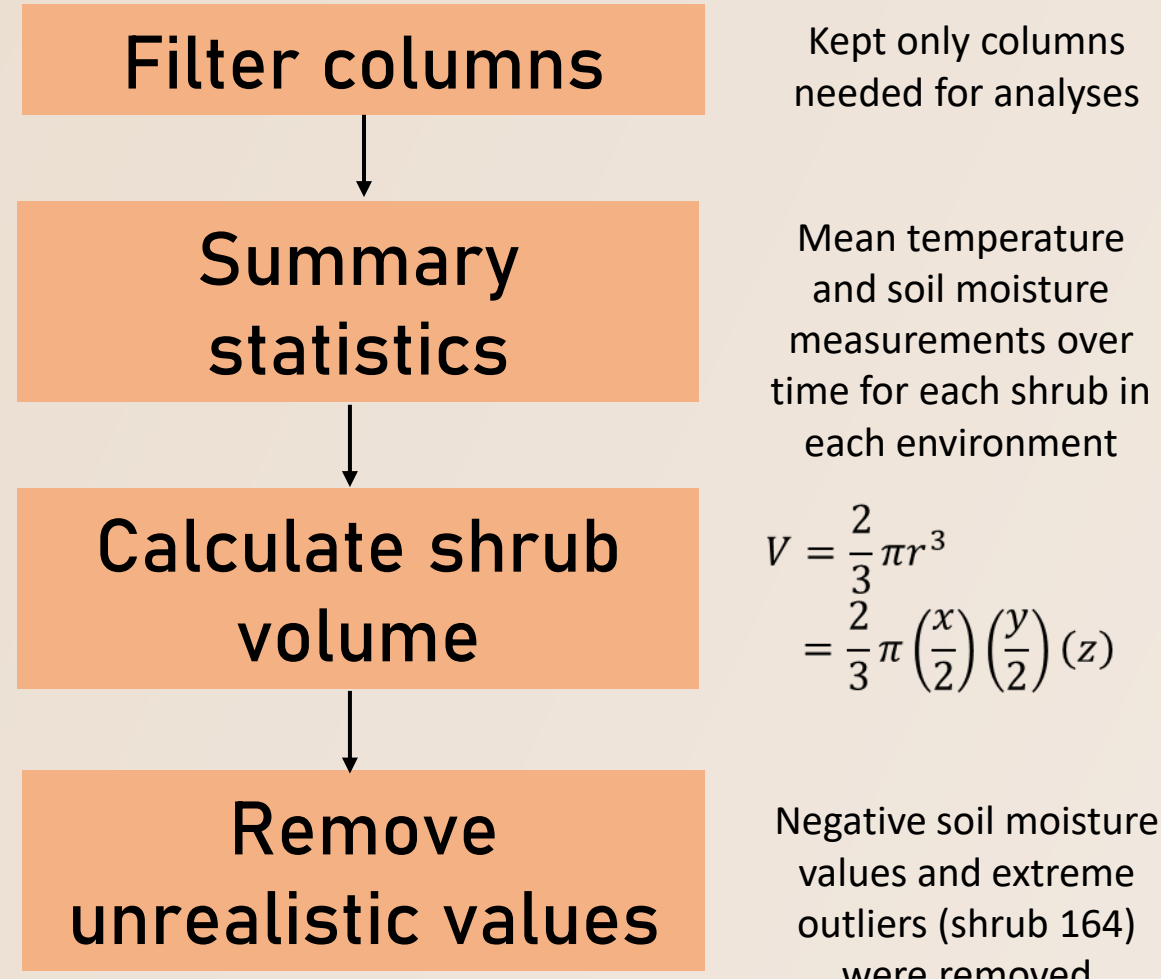 Filter columns
Kept only columns
needed for analyses
Summary
statistics
Mean temperature
and soil moisture
measurements over
time for each shrub in
each environment
Calculate shrub
volume
V = 2/3 πr³
= 2/3 π (x/2) (y/2) (z)
Remove
unrealistic values
Negative soil moisture
values and extreme
outliers (shrub 164)
were removed